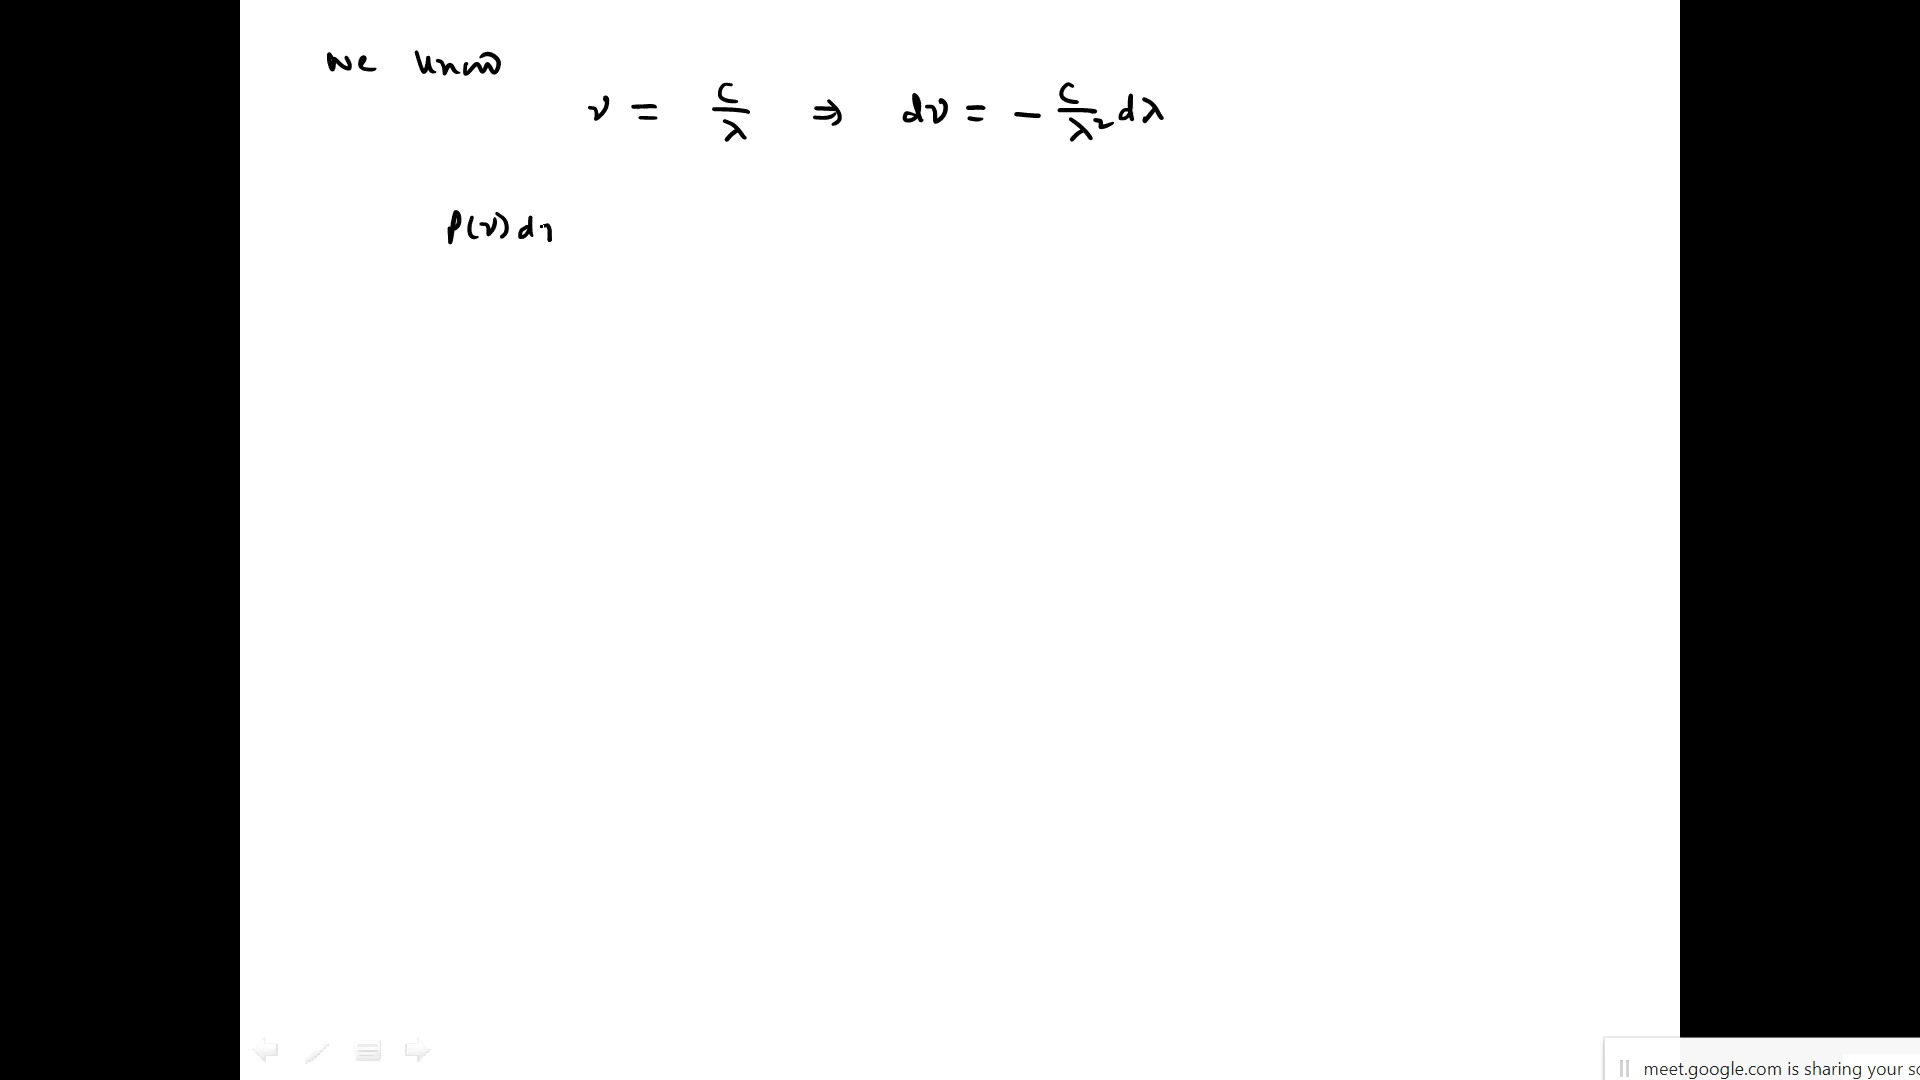 We know
ν = c/λ ⇒ dν = - c/λ² dλ
ρ(ν) dν
meet.google.com is sharing your sc